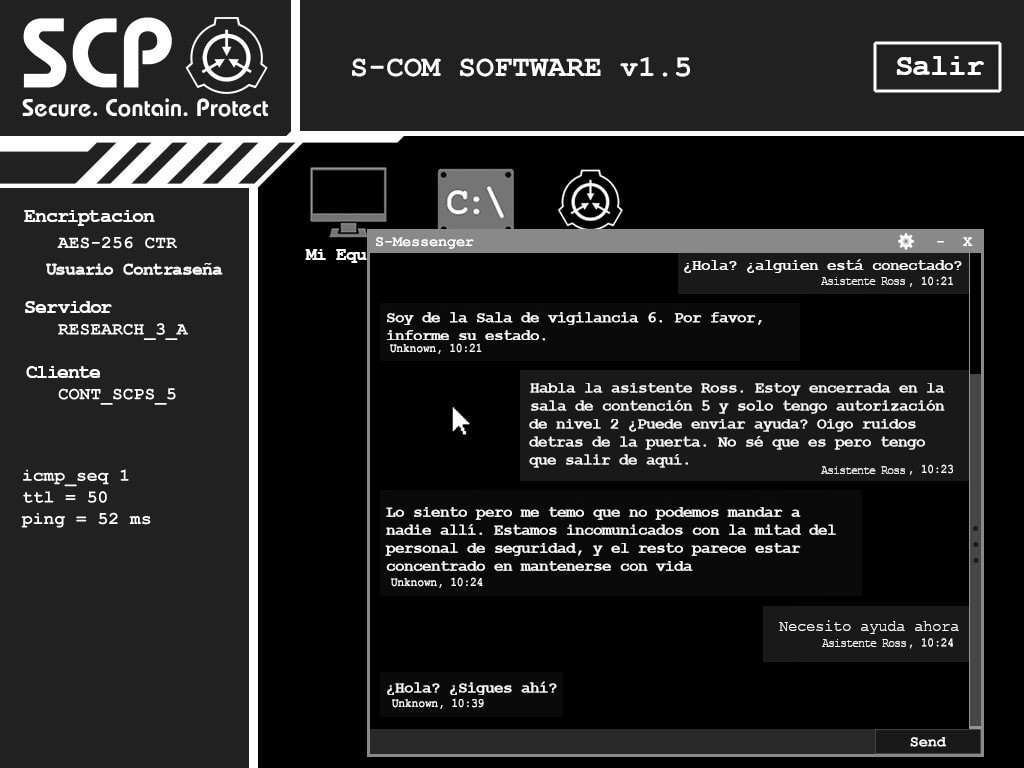 SCP
Secure. Contain. Protect
S-COM SOFTWARE v1.5
Salir
Encriptacion
AES-256 CTR
Usuario Contraseña
Servidor
RESEARCH_3_A
Cliente
CONT_SCPS_5
icmp_seq 1
ttl = 50
ping = 52 ms
C:\
Mi Equ
S-Messenger
- X
¿Hola? ¿alguien está conectado?
Asistente Ross, 10:21
Soy de la Sala de vigilancia 6. Por favor,
informe su estado.
Unknown, 10:21
Habla la asistente Ross. Estoy encerrada en la
sala de contención 5 y solo tengo autorización
de nivel 2 ¿Puede enviar ayuda? Oigo ruidos
detras de la puerta. No sé que es pero tengo
que salir de aquí.
Asistente Ross, 10:23
Lo siento pero me temo que no podemos mandar a
nadie allí. Estamos incomunicados con la mitad del
personal de seguridad, y el resto parece estar
concentrado en mantenerse con vida
Unknown, 10:24
Necesito ayuda ahora
Asistente Ross, 10:24
¿Hola? ¿Sigues ahí?
Unknown, 10:39
Send